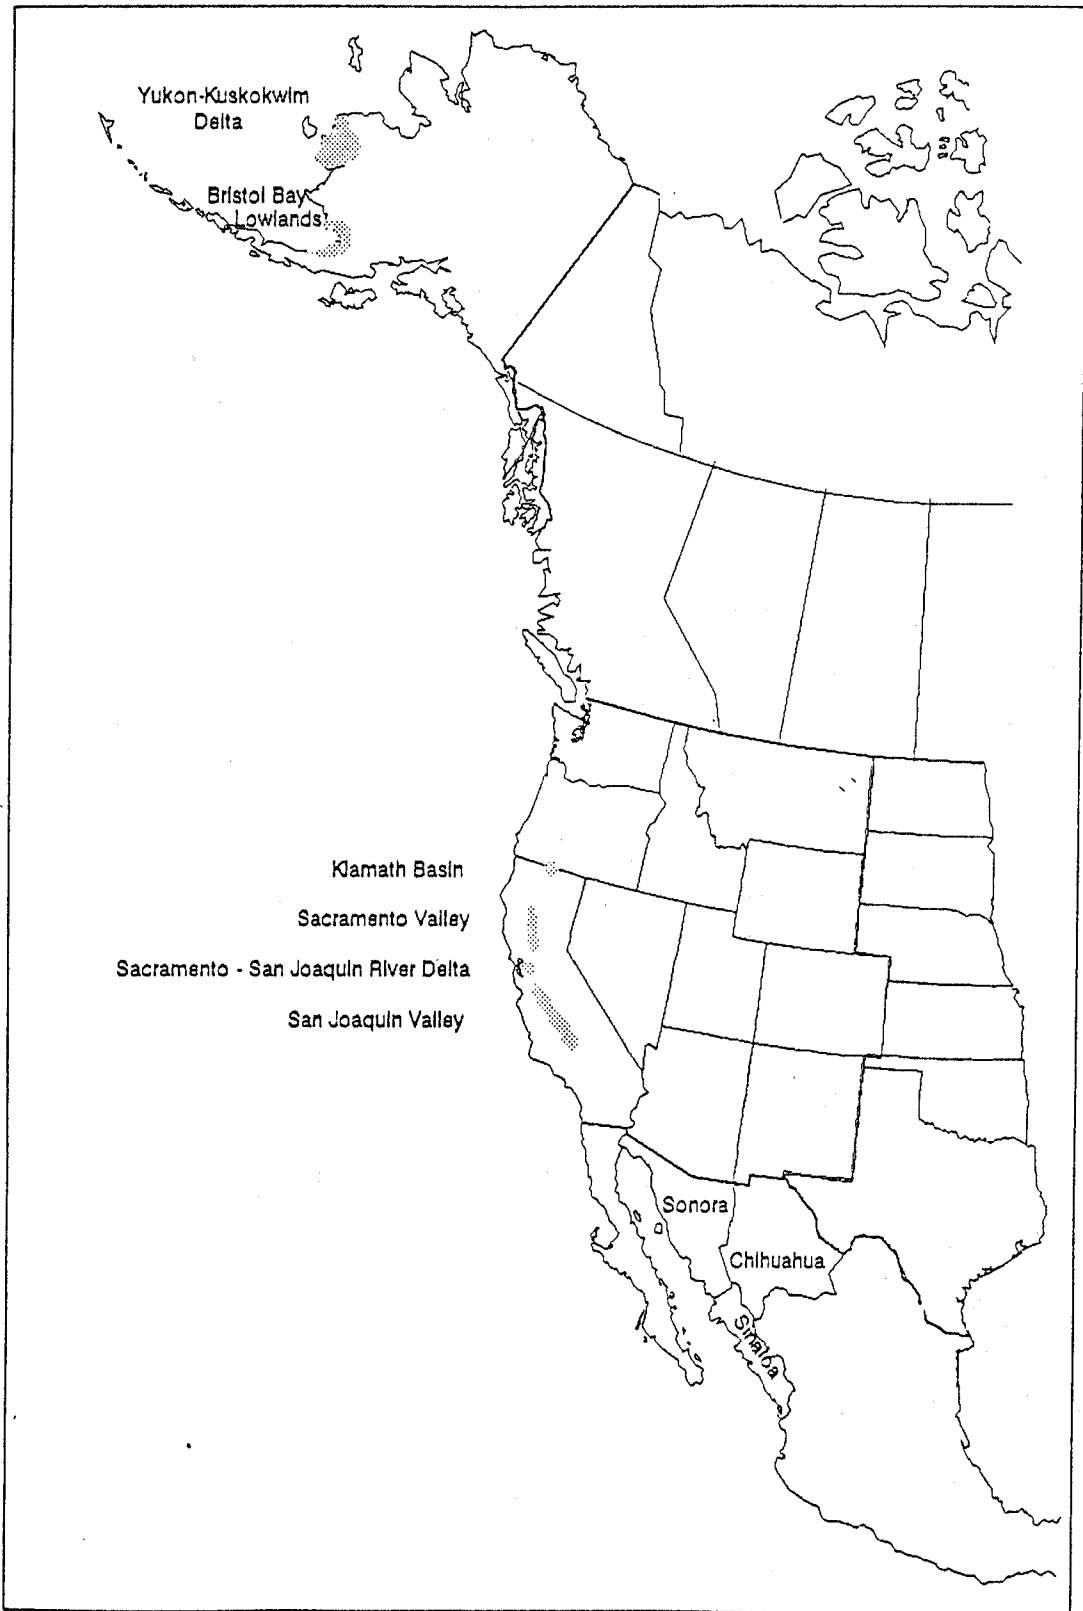 Yukon-Kuskokwim
Delta
Bristol Bay
Lowlands
Klamath Basin
Sacramento Valley
Sacramento - San Joaquin River Delta
San Joaquin Valley
Sonora
Chihuahua
Sinaloa